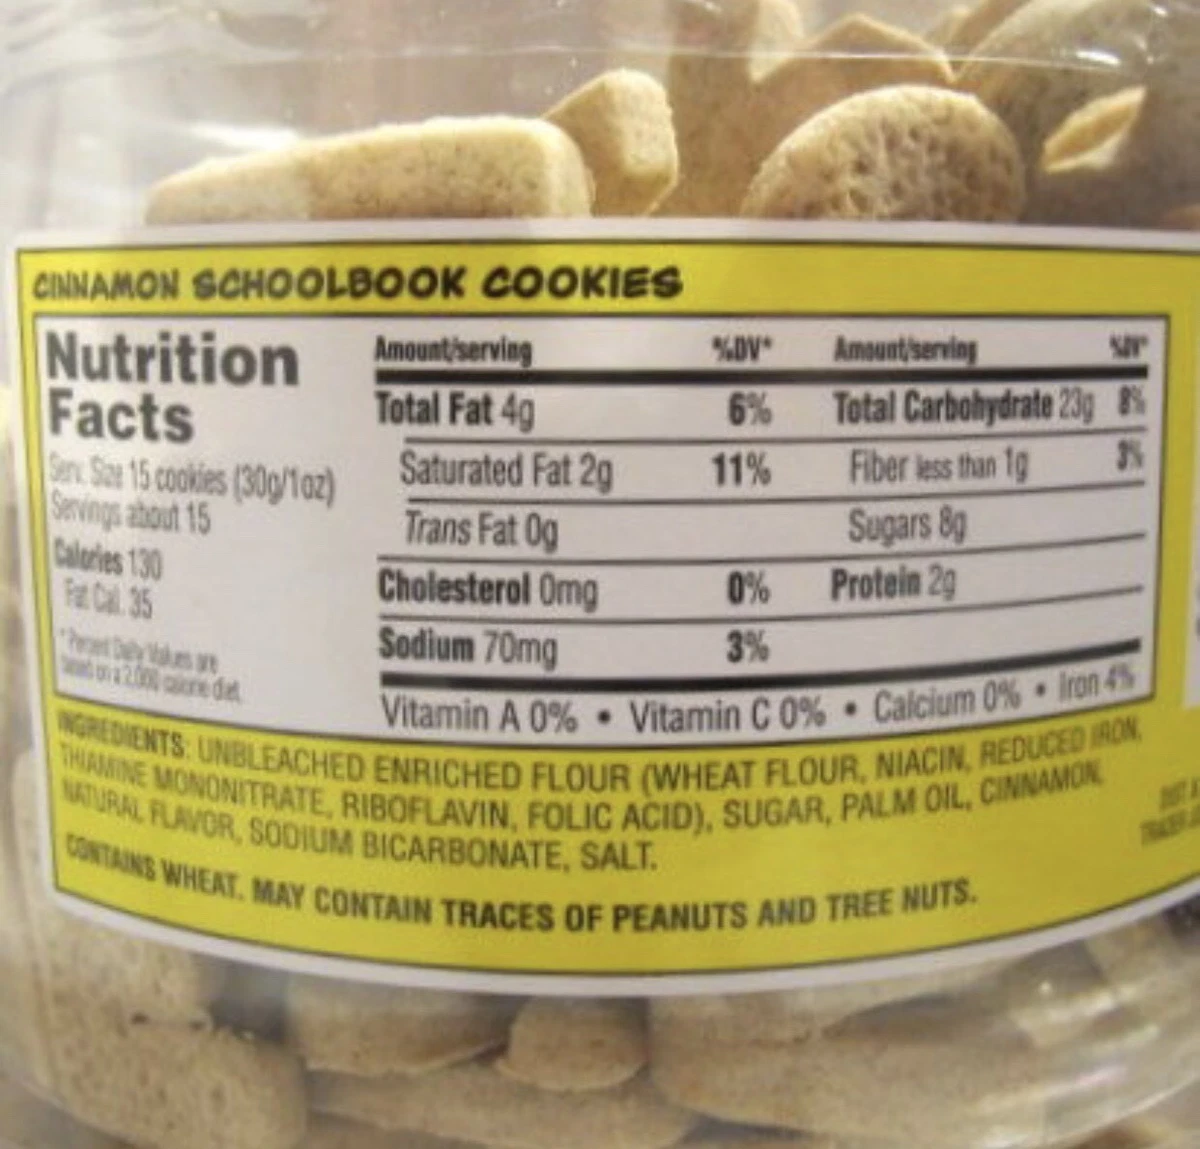 CINNAMON SCHOOLBOOK COOKIES
Nutrition
Facts
Serv. Size 15 cookies (30g/1oz)
Servings about 15
Calories 130
Fat Cal. 35
* Percent Daily Values are
based on a 2,000 calorie diet.
Amount/serving %DV* Amount/serving %DV*
Total Fat 4g 6% Total Carbohydrate 23g 8%
Saturated Fat 2g 11% Fiber less than 1g 3%
Trans Fat 0g Sugars 8g
Cholesterol 0mg 0% Protein 2g
Sodium 70mg 3%
Vitamin A 0% • Vitamin C 0% • Calcium 0% • Iron 4%
INGREDIENTS: UNBLEACHED ENRICHED FLOUR (WHEAT FLOUR, NIACIN, REDUCED IRON,
THIAMINE MONONITRATE, RIBOFLAVIN, FOLIC ACID), SUGAR, PALM OIL, CINNAMON,
NATURAL FLAVOR, SODIUM BICARBONATE, SALT.
CONTAINS WHEAT. MAY CONTAIN TRACES OF PEANUTS AND TREE NUTS.